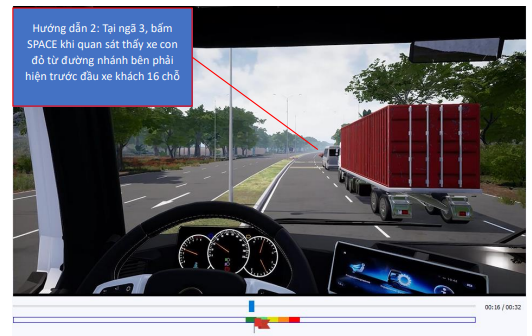 Hướng dẫn 2: Tại ngã 3, bấm
SPACE khi quan sát thấy xe con
đỏ từ đường nhánh bên phải
hiện trước đầu xe khách 16 chỗ
00:16 / 00:32